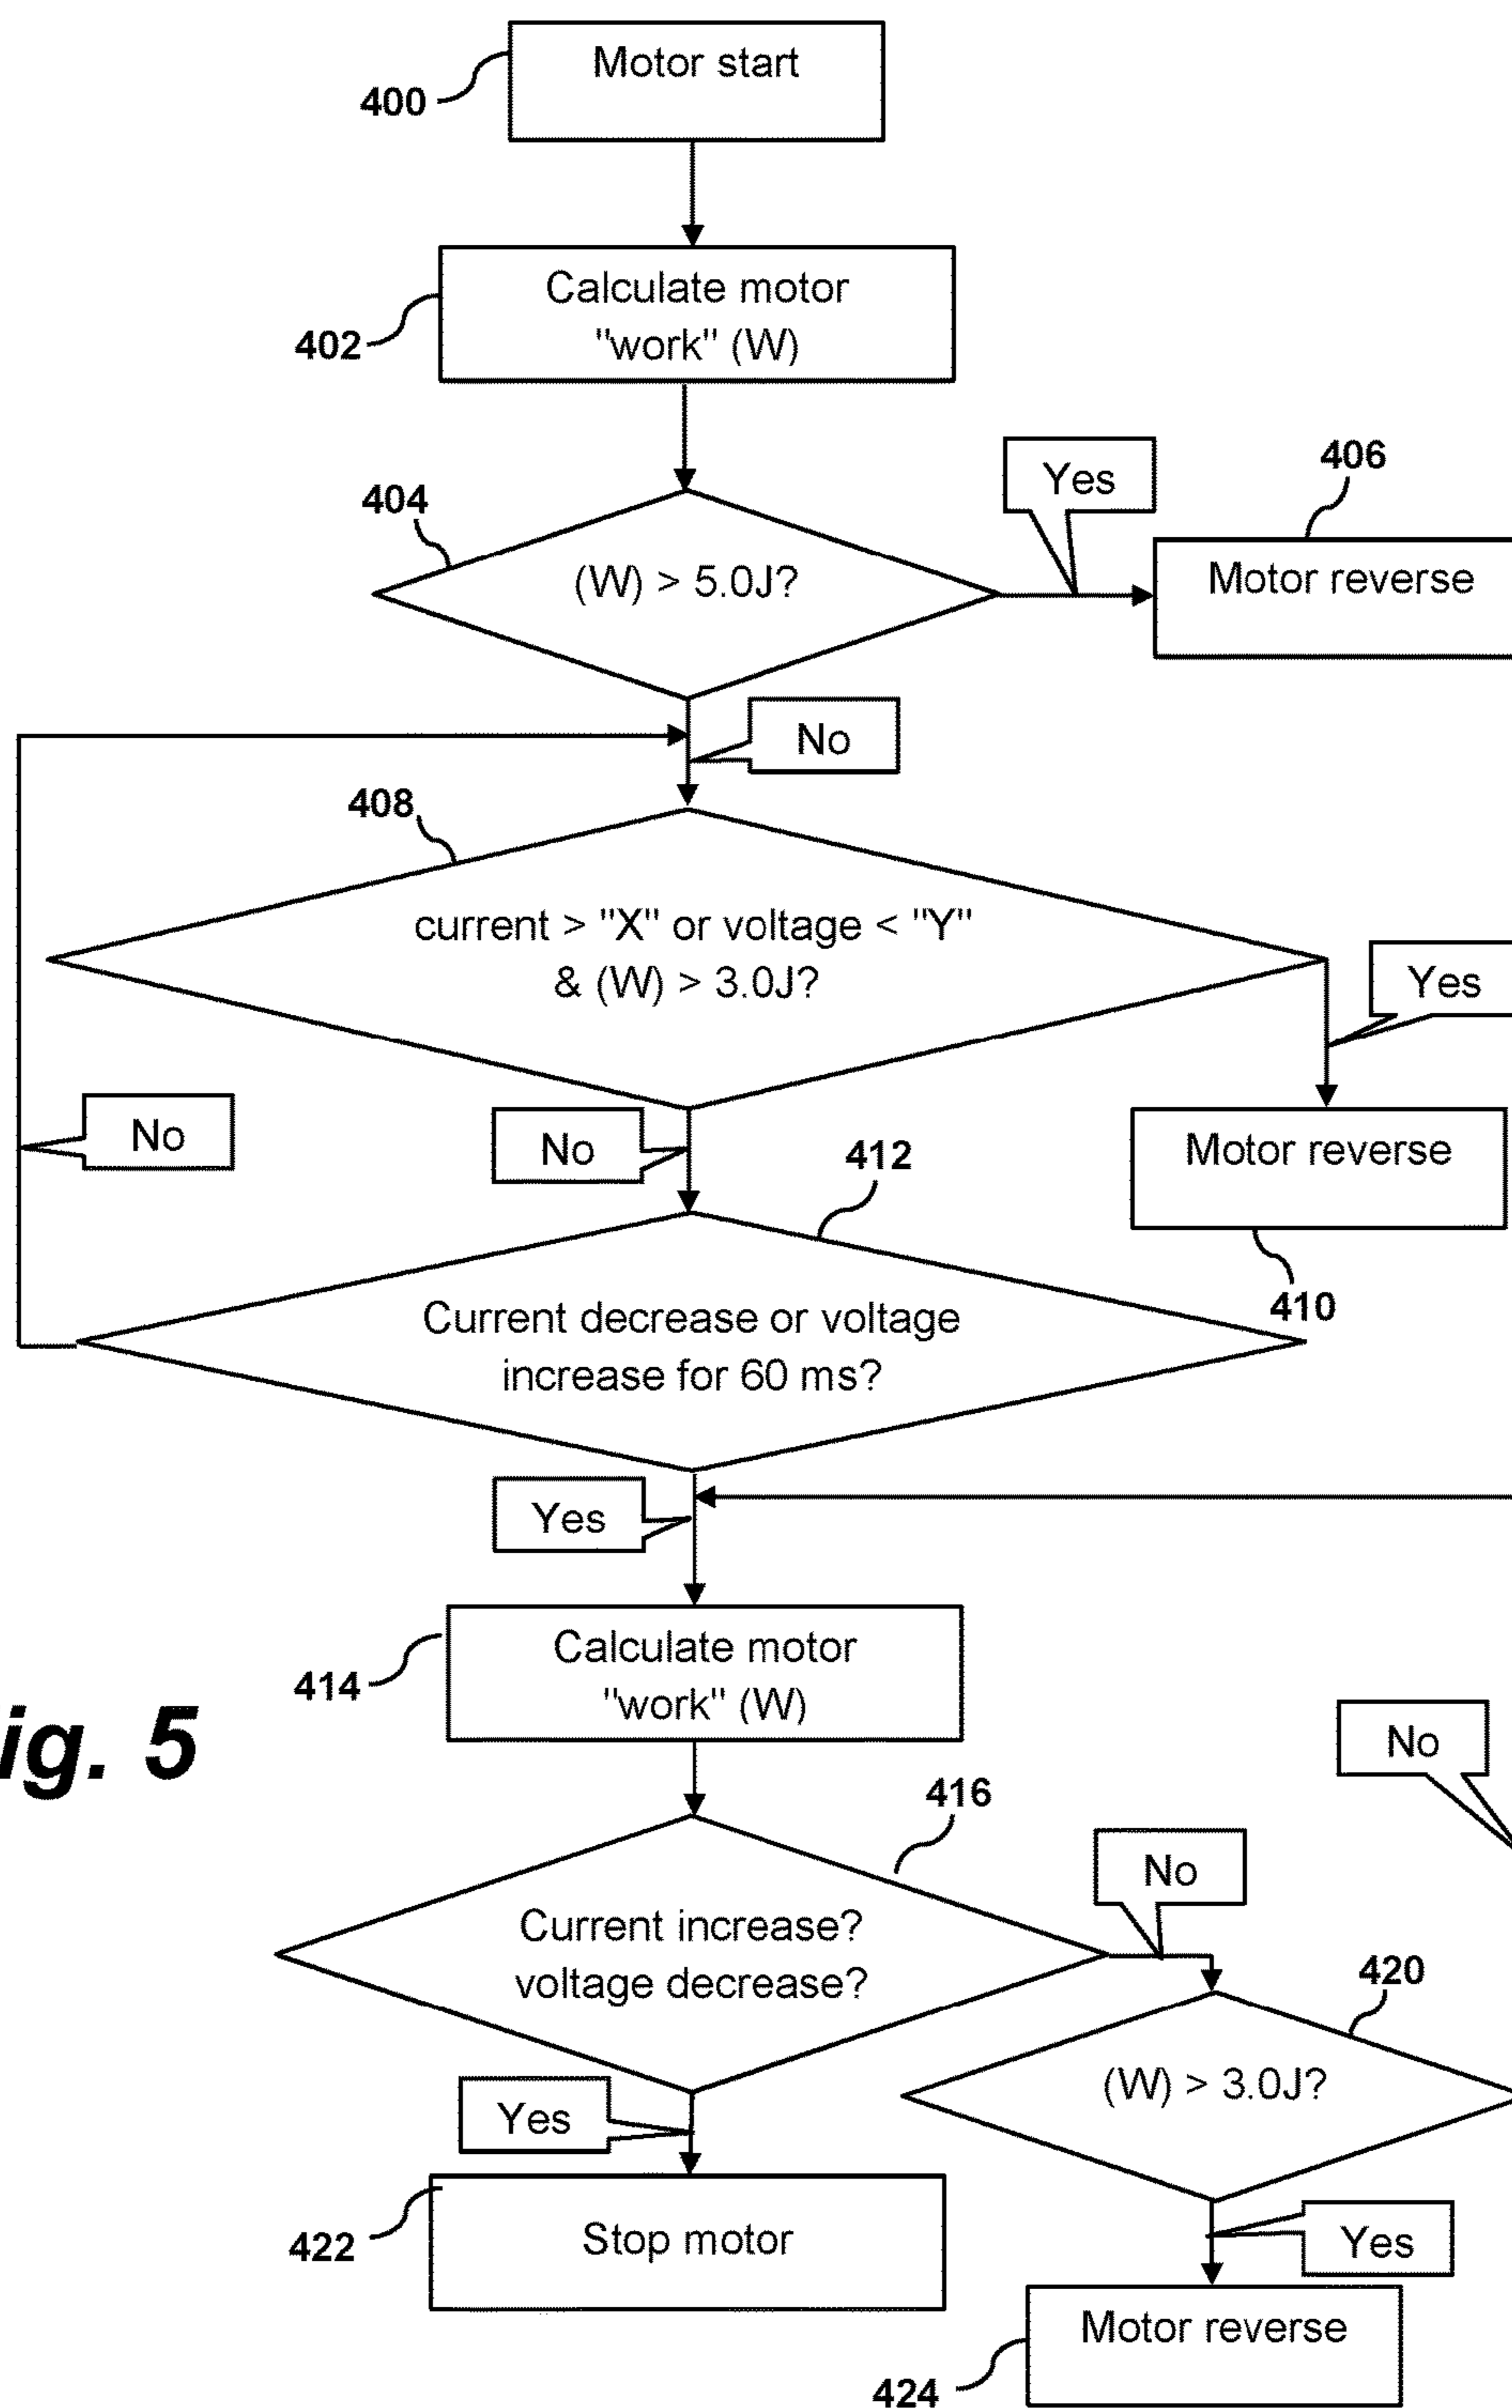 Motor start
400
Calculate motor
"work" (W)
402
404
(W) > 5.0J?
Yes
406
Motor reverse
No
408
current > "X" or voltage < "Y"
& (W) > 3.0J?
Yes
No
No
412
Motor reverse
410
Current decrease or voltage
increase for 60 ms?
Yes
Calculate motor
"work" (W)
414
ig. 5
No
416
No
Current increase?
voltage decrease?
420
(W) > 3.0J?
Yes
Stop motor
422
Yes
Motor reverse
424